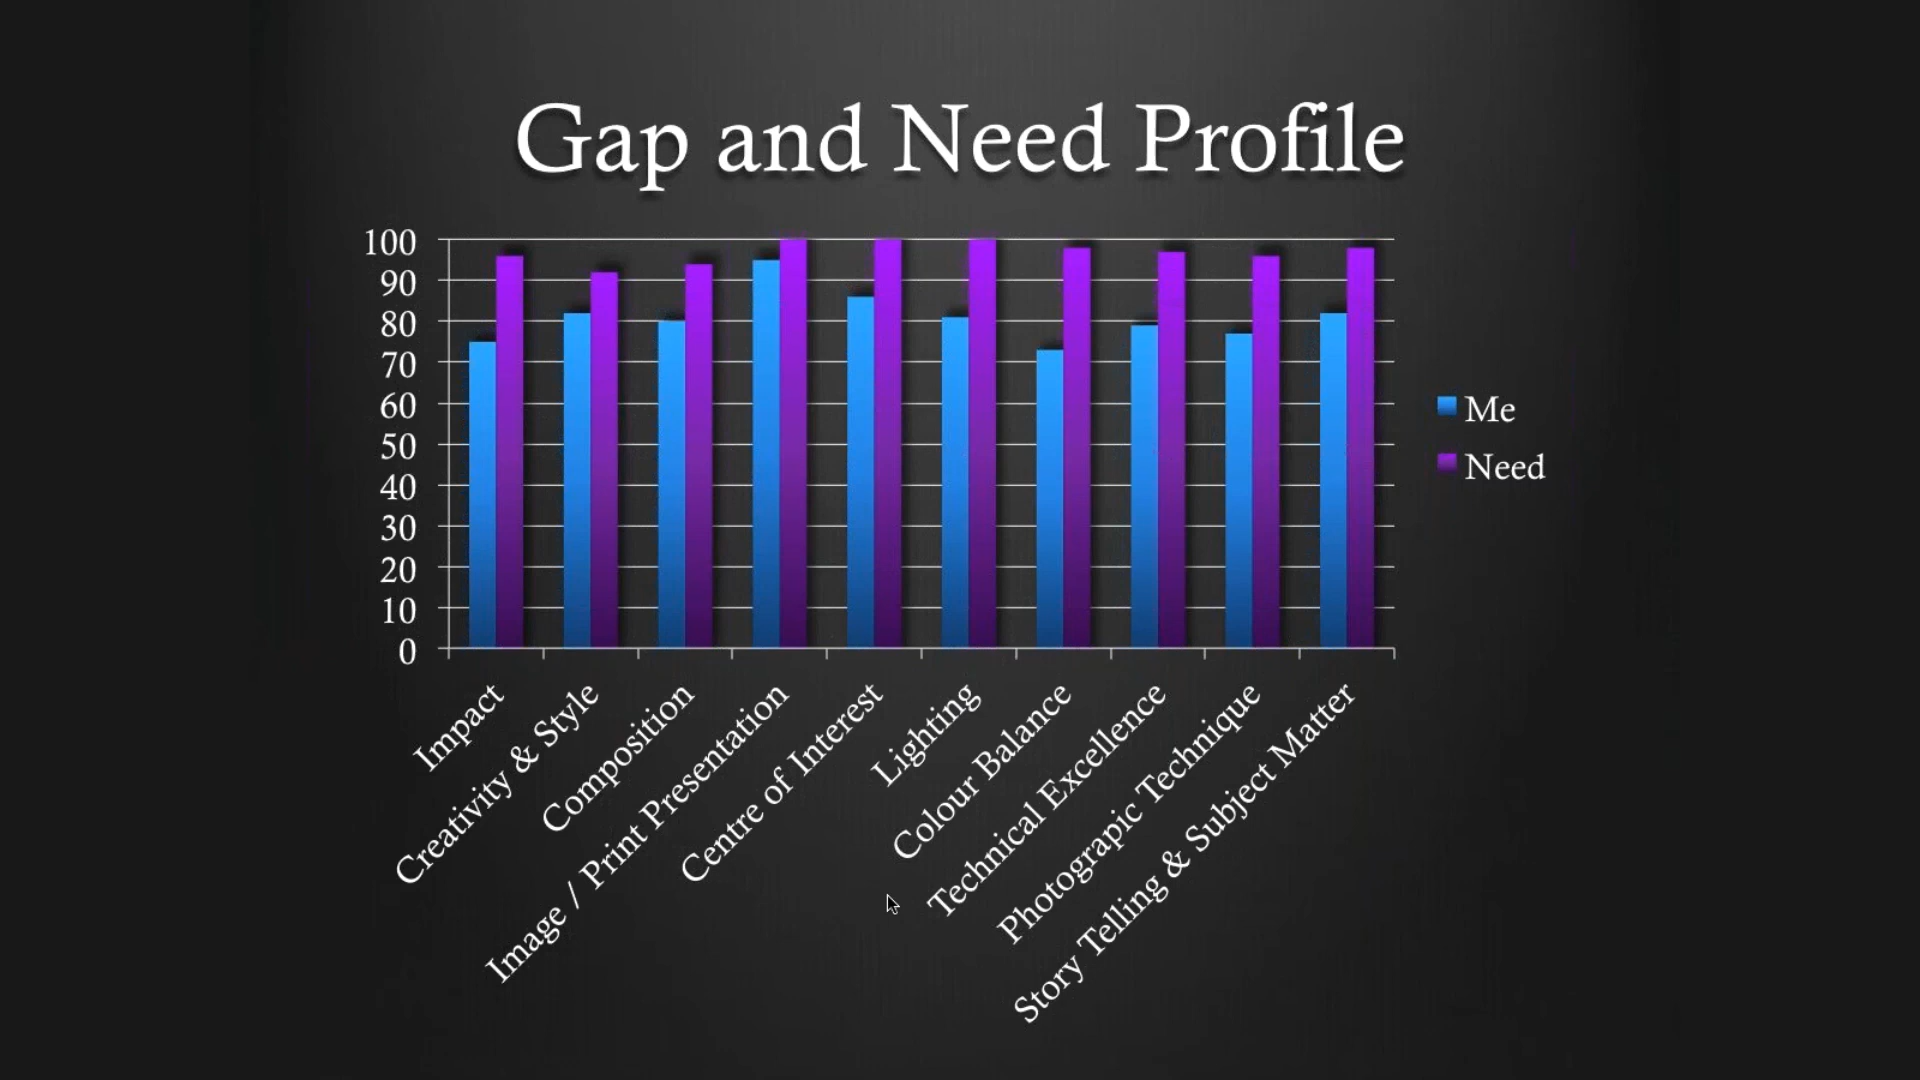 Gap and Need Profile
100
90
80
70
60
50
40
30
20
10
0
Impact
Creativity & Style
Composition
Image / Print Presentation
Centre of Interest
Lighting
Colour Balance
Technical Excellence
Photograpic Technique
Story Telling & Subject Matter
Me
Need